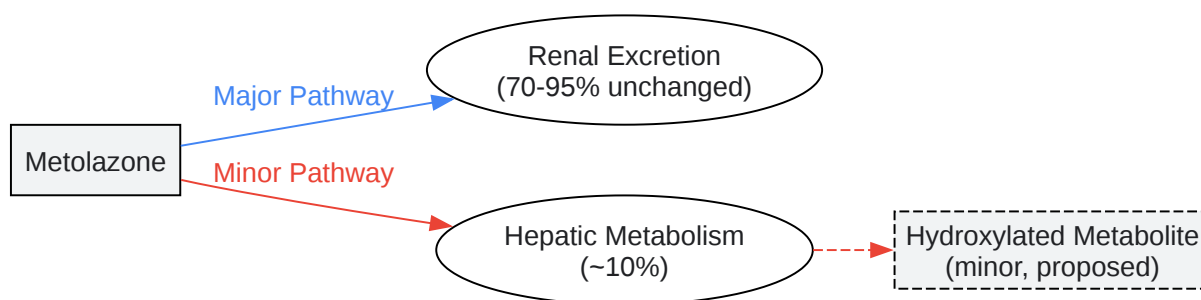 Metolazone
Major Pathway
Renal Excretion
(70-95% unchanged)
Minor Pathway
Hepatic Metabolism
(~10%)
Hydroxylated Metabolite
(minor, proposed)